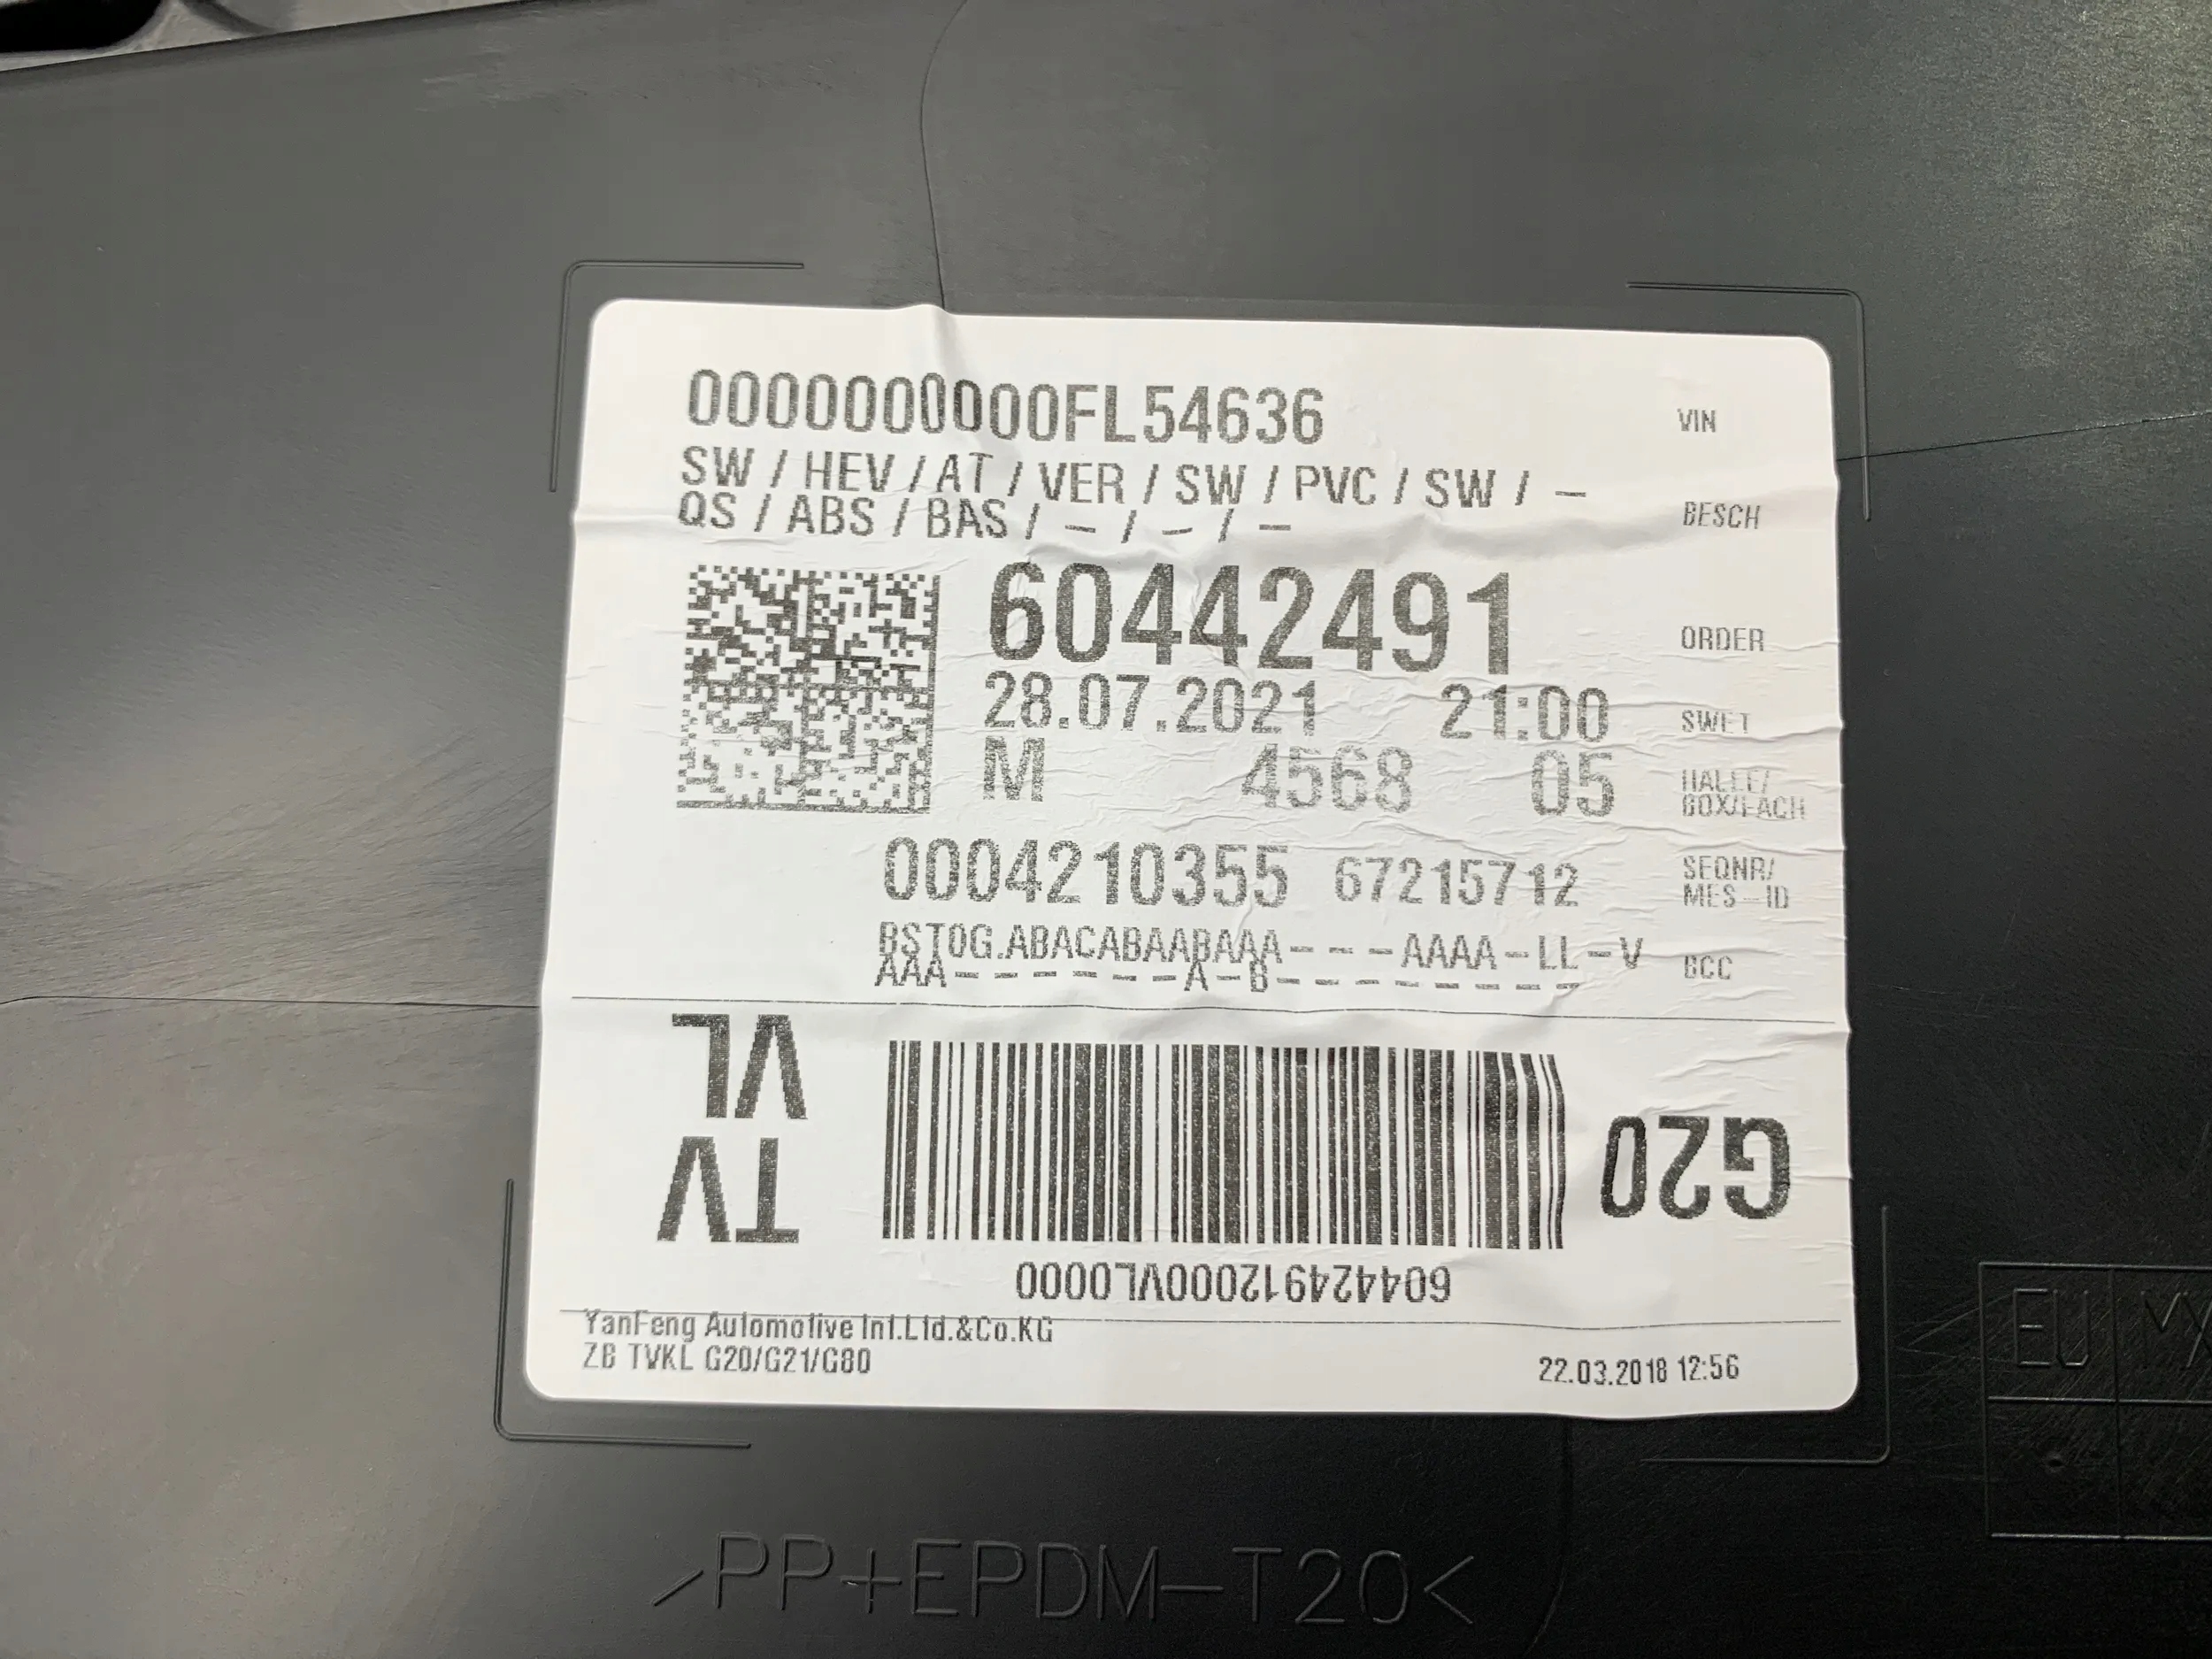 0000000000FL54636 VIN
SW / HEV / AT / VER / SW / PVC / SW / –
QS / ABS / BAS / – / – / – BESCH
60442491 ORDER
28.07.2021 21:00 SWET
M 4568 05 HALLE/
BOX/FACH
0004210355 67215712 SEQNR/
MES-ID
BST0G.ABACABAABAAA---AAAA-LL-V
AAA-------A-B--------- BCC
TV
VL
G20
604424912000VL0000
YanFeng Automotive Int.Ltd.&Co.KG
ZB TVKL G20/G21/G80
22.03.2018 12:56
EU
>PP+EPDM-T20<